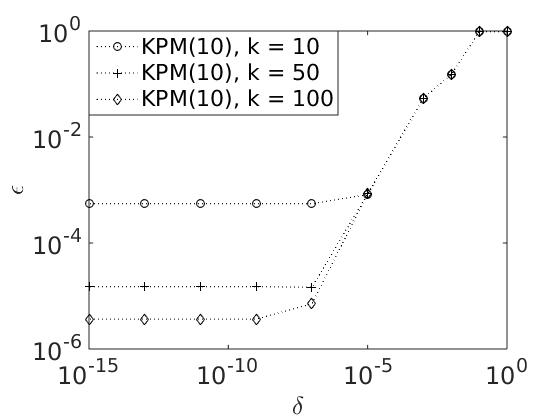 10^0
KPM(10), k = 10
KPM(10), k = 50
KPM(10), k = 100
10^-2
ϵ
10^-4
10^-6
10^-15 10^-10 10^-5 10^0
δ